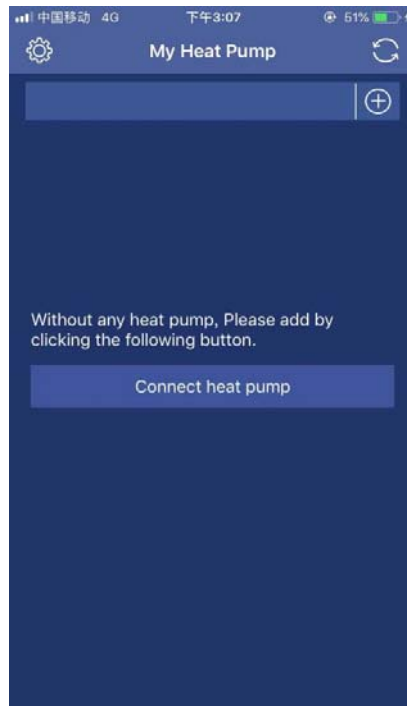 中国移动 4G 下午3:07 51%
My Heat Pump
Without any heat pump, Please add by
clicking the following button.
Connect heat pump